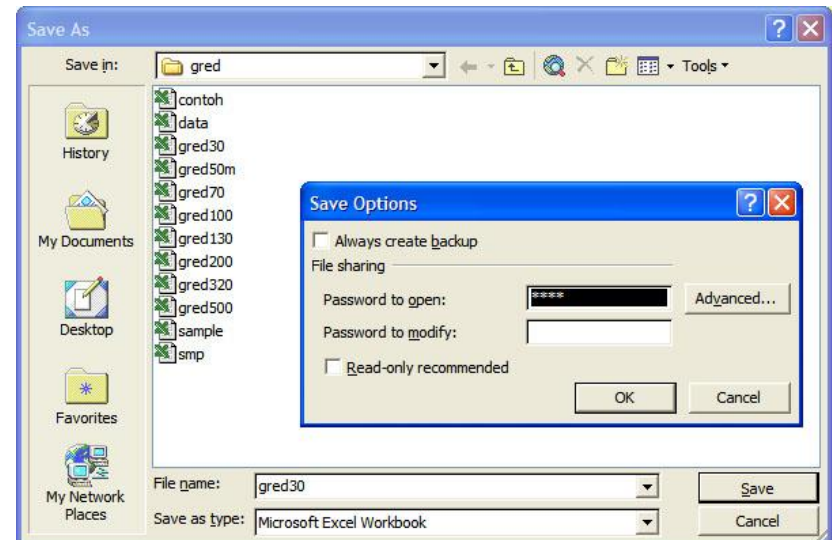 Save As
Save in:
gred
Tools
History
My Documents
Desktop
Favorites
My Network
Places
contoh
data
gred30
gred50m
gred70
gred100
gred130
gred200
gred320
gred500
sample
smp
Save Options
Always create backup
File sharing
Password to open: **** Advanced...
Password to modify:
Read-only recommended
OK Cancel
File name: gred30 Save
Save as type: Microsoft Excel Workbook Cancel